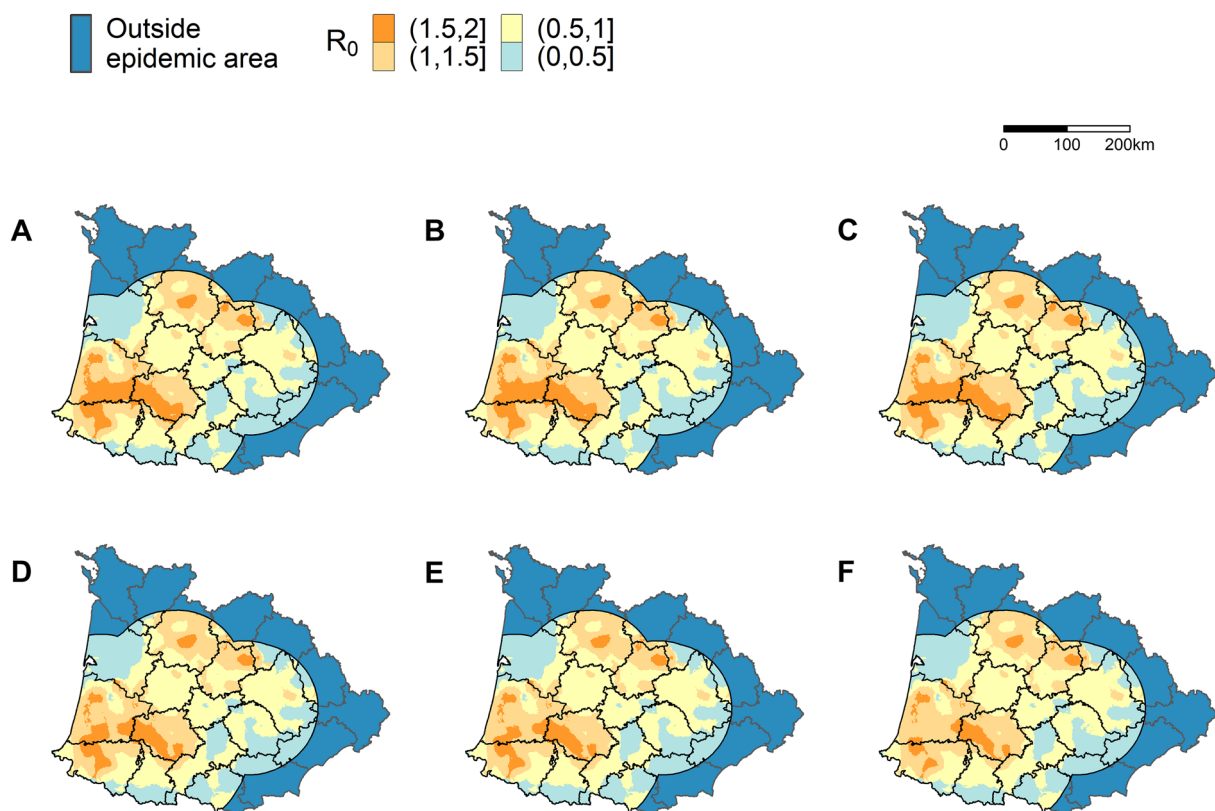 Outside
epidemic area
R₀
(1.5,2]
(1,1.5]
(0.5,1]
(0,0.5]
0 100 200km
A B C
D E F